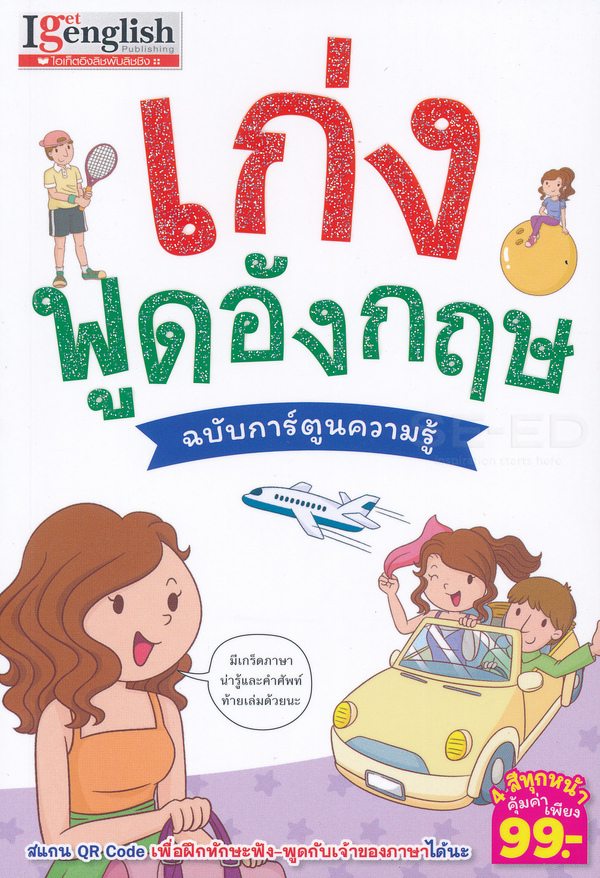 I get english
Publishing
ไอเก็ตอิงลิชพับลิชชิง
เก่ง
พูดอังกฤษ
ฉบับการ์ตูนความรู้
SE-ED
Inspiration starts here
มีเกร็ดภาษา
น่ารู้และคำศัพท์
ท้ายเล่มด้วยนะ
4 สีทุกหน้า
คุ้มค่า
เพียง
99.-
สแกน QR Code เพื่อฝึกทักษะฟัง-พูดกับเจ้าของภาษาได้นะ